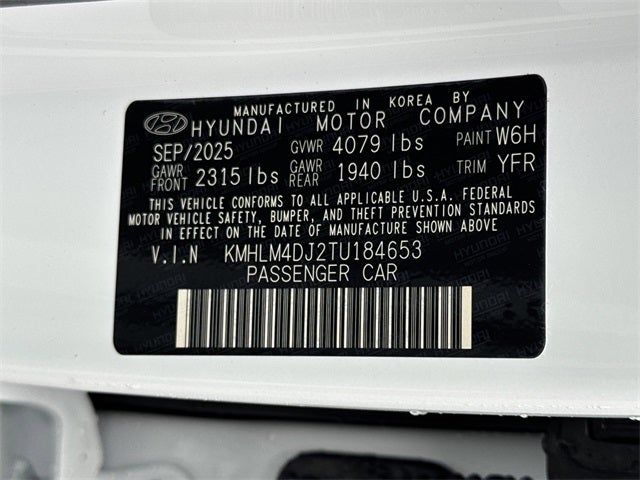 MANUFACTURED IN KOREA BY
HYUNDAI MOTOR COMPANY
SEP/2025 GVWR 4079 lbs PAINT W6H
GAWR FRONT 2315 lbs GAWR REAR 1940 lbs TRIM YFR
THIS VEHICLE CONFORMS TO ALL APPLICABLE U.S.A. FEDERAL
MOTOR VEHICLE SAFETY, BUMPER, AND THEFT PREVENTION STANDARDS
IN EFFECT ON THE DATE OF MANUFACTURE SHOWN ABOVE
V.I.N KMHLM4DJ2TU184653
PASSENGER CAR